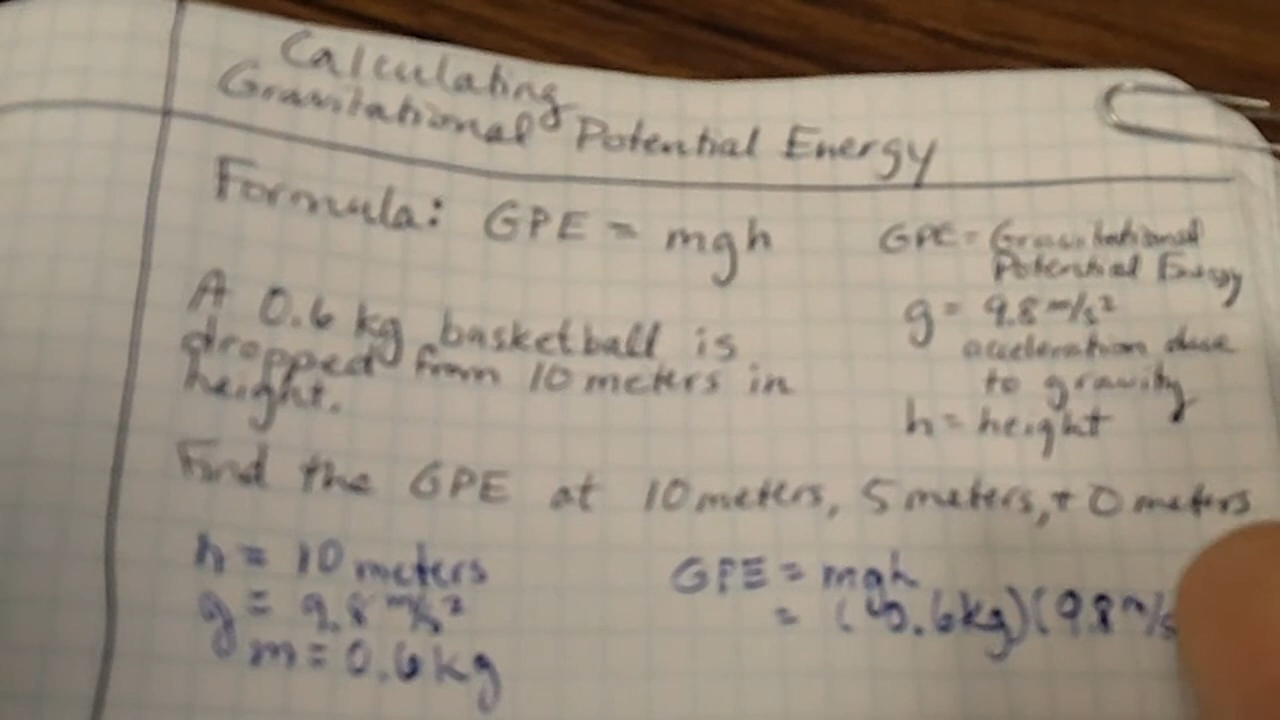 Calculating
Gravitational Potential Energy
Formula: GPE = mgh
GPE = Gravitational
Potential Energy
g = 9.8 m/s²
acceleration due
to gravity
h = height
A 0.6 kg basketball is
dropped from 10 meters in
height.
Find the GPE at 10 meters, 5 meters, + 0 meters
h = 10 meters
g = 9.8 m/s²
m = 0.6 kg
GPE = mgh
= (0.6kg)(9.8 m/s